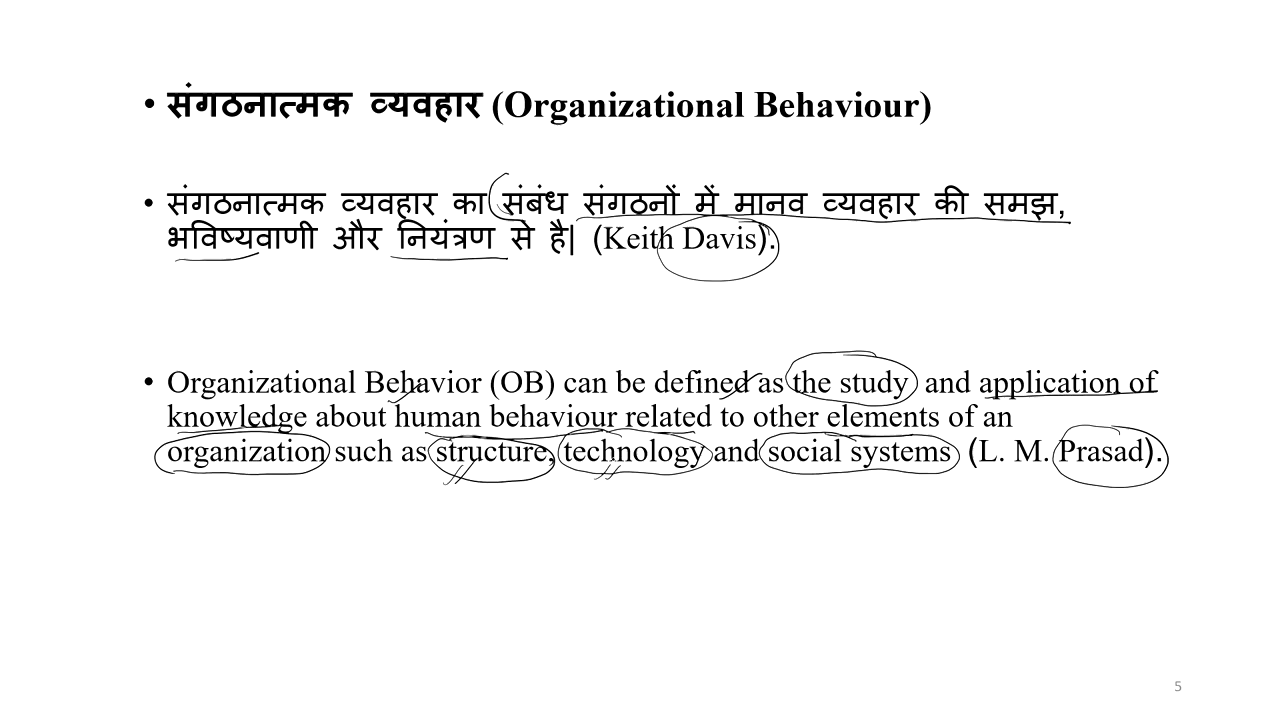 • संगठनात्मक व्यवहार (Organizational Behaviour)
• संगठनात्मक व्यवहार का संबंध संगठनों में मानव व्यवहार की समझ,
भविष्यवाणी और नियंत्रण से है| (Keith Davis).
• Organizational Behavior (OB) can be defined as the study and application of
knowledge about human behaviour related to other elements of an
organization such as structure, technology and social systems (L. M. Prasad).
5